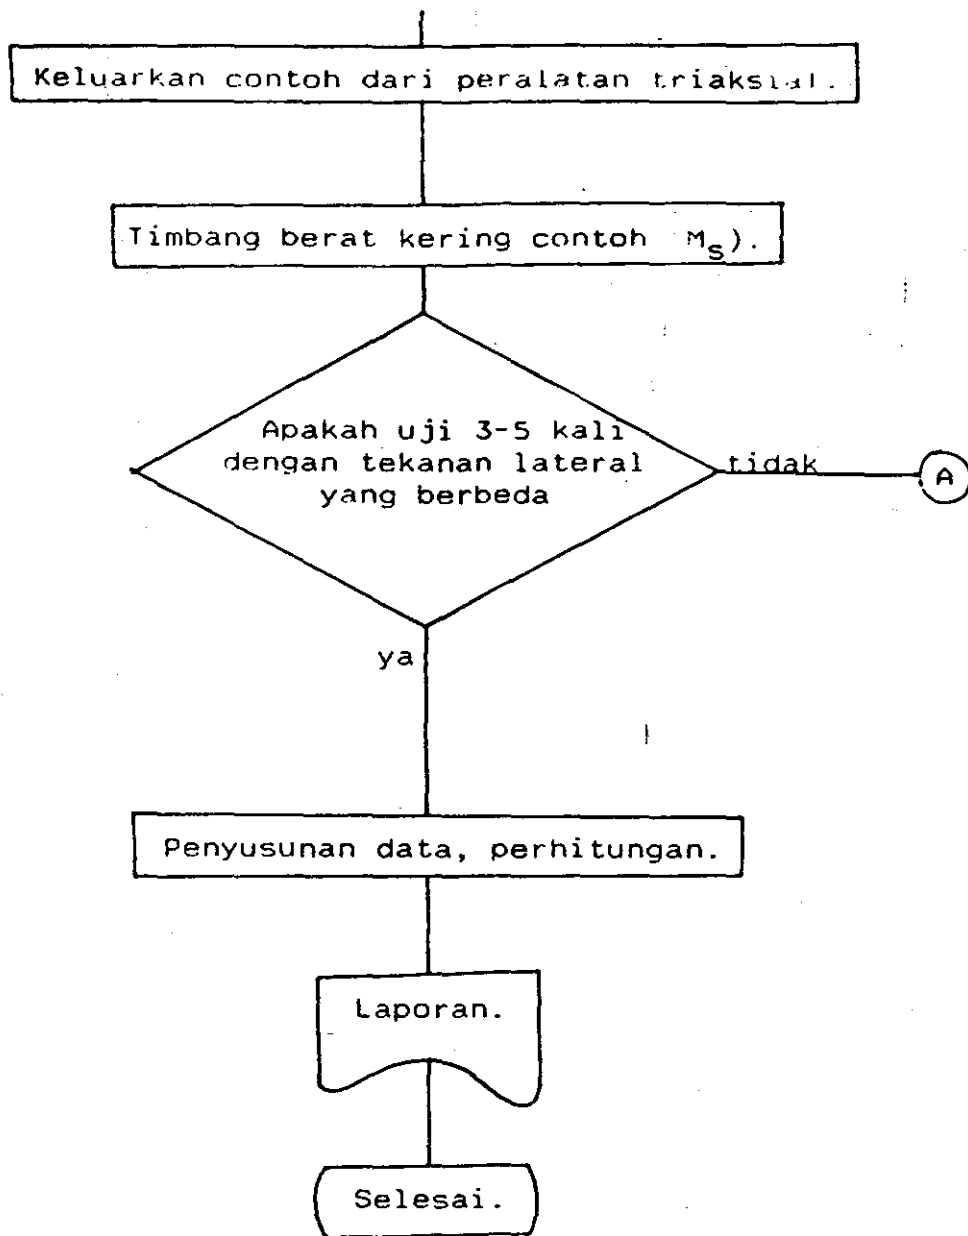 Keluarkan contoh dari peralatan triaksial.
Timbang berat kering contoh M_s).
Apakah uji 3-5 kali
dengan tekanan lateral
yang berbeda
tidak
A
ya
Penyusunan data, perhitungan.
Laporan.
Selesai.